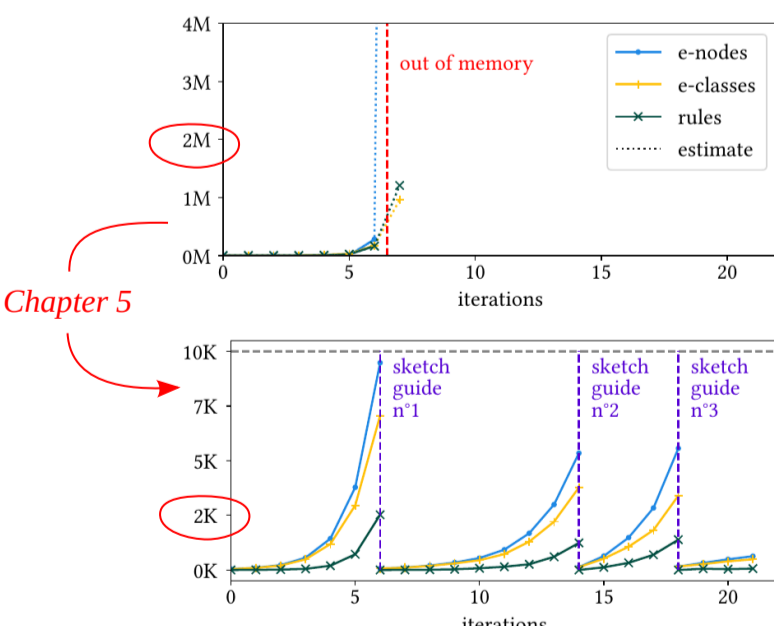 4M
3M
2M
1M
0M
out of memory
e-nodes
e-classes
rules
estimate
0 5 10 15 20
iterations
Chapter 5
10K
7K
5K
2K
0K
sketch
guide
n°1
sketch
guide
n°2
sketch
guide
n°3
0 5 10 15 20
iterations